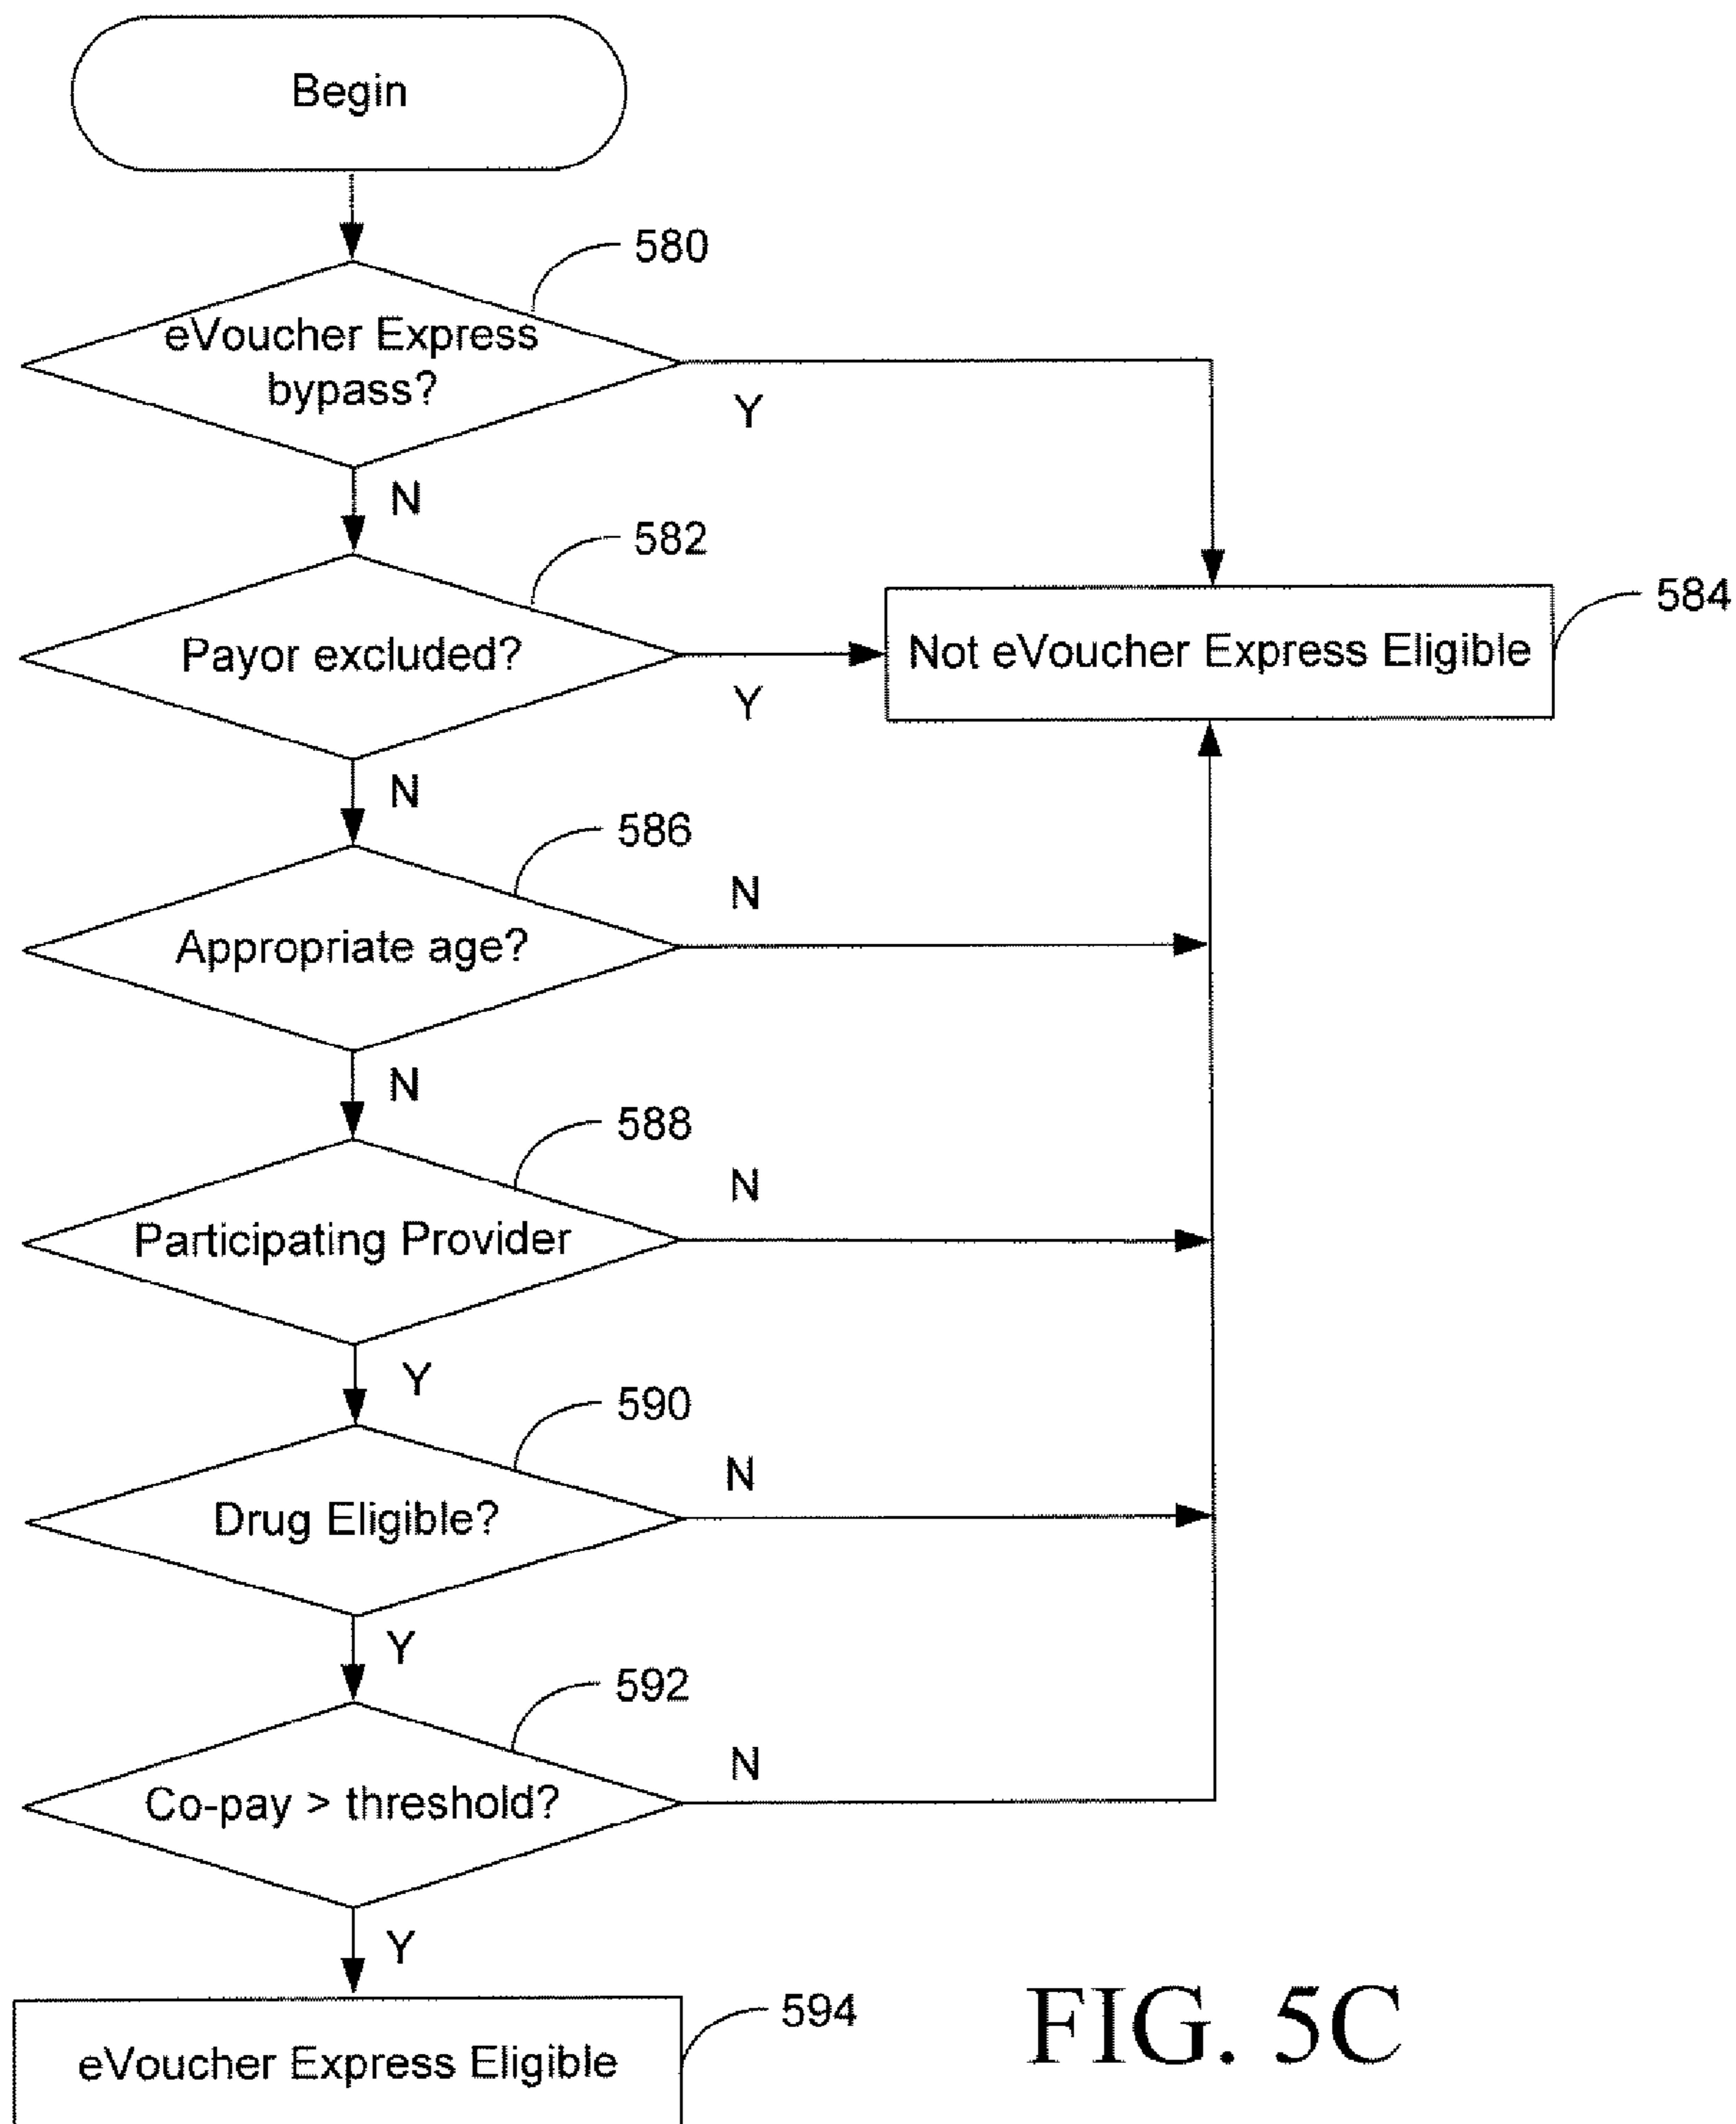 Begin
580
eVoucher Express
bypass?
Y
N
582
Payor excluded?
Y
584
Not eVoucher Express Eligible
N
586
N
Appropriate age?
N
588
N
Participating Provider
Y
590
N
Drug Eligible?
Y
592
N
Co-pay > threshold?
Y
594
eVoucher Express Eligible
FIG. 5C